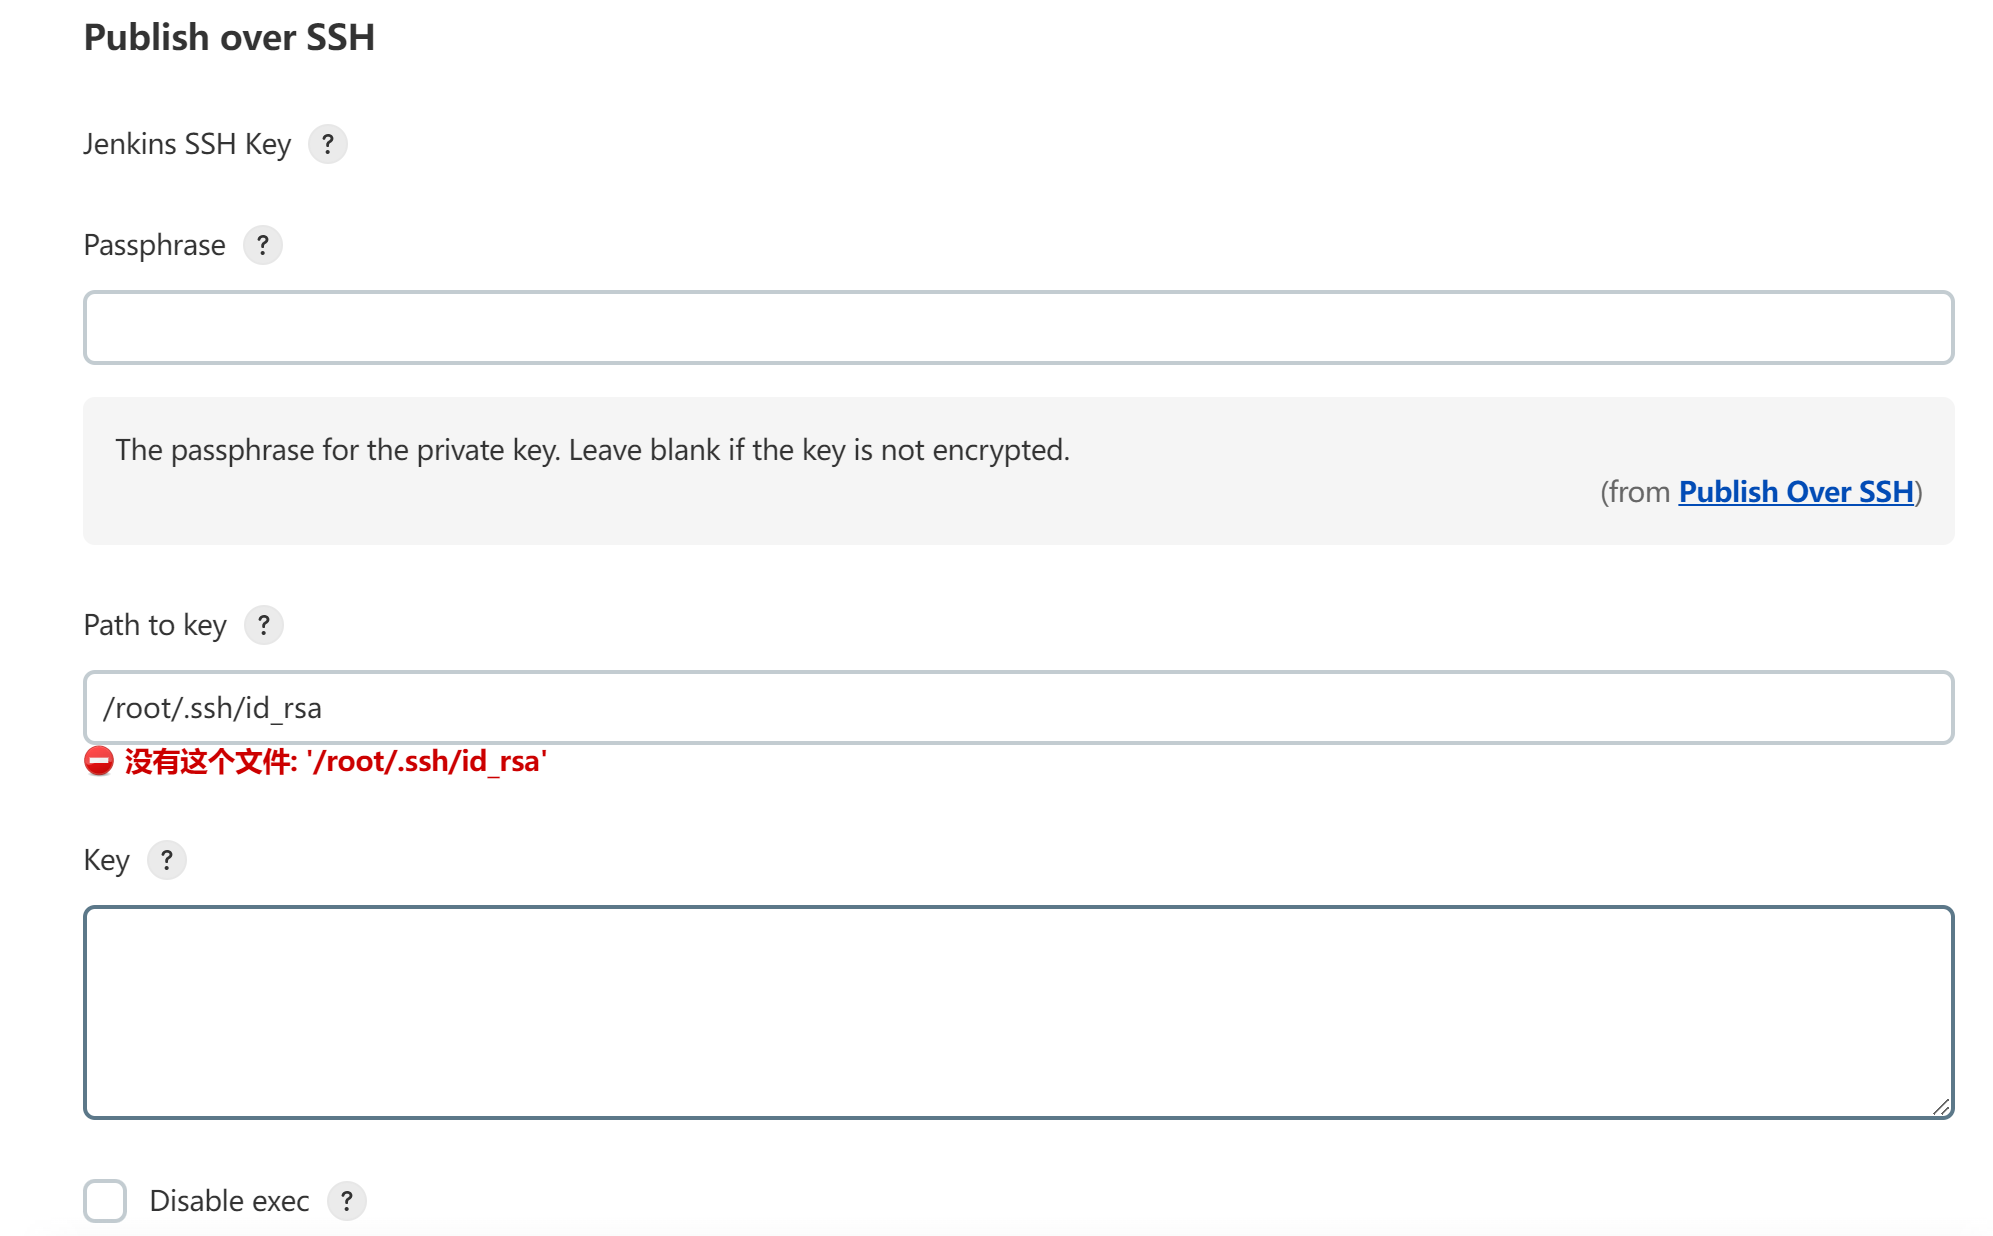 Publish over SSH
Jenkins SSH Key ?
Passphrase ?
The passphrase for the private key. Leave blank if the key is not encrypted.
(from Publish Over SSH)
Path to key ?
/root/.ssh/id_rsa
没有这个文件: '/root/.ssh/id_rsa'
Key ?
Disable exec ?